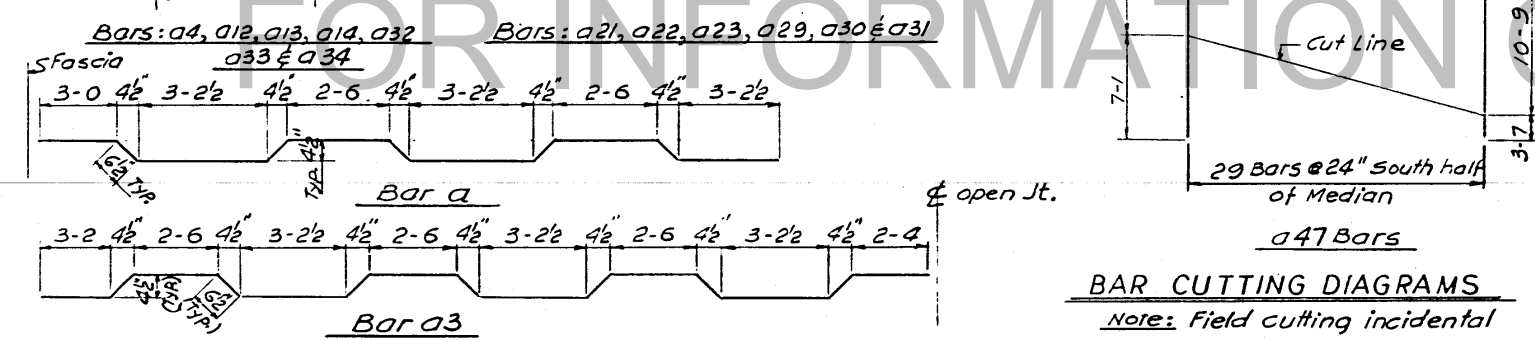 FOR INFORMATION O
Bars: a4, a12, a13, a14, a32
a33 & a34
Bars: a21, a22, a23, a29, a30 & a31
Fascia
3-0 4½" 3-2½ 4½" 2-6 4½" 3-2½ 4½" 2-6 4½" 3-2½
6½" TYP.
TYP. 4½"
Bar a
℄ open Jt.
3-2 4½" 2-6 4½" 3-2½ 4½" 2-6 4½" 3-2½ 4½" 2-6 4½" 3-2½ 4½" 2-4
4½" (TYP.)
6½" (TYP.)
Bar a3
Cut Line
7-1
10-9
3-7
29 Bars @ 24" South half
of Median
a47 Bars
BAR CUTTING DIAGRAMS
Note: Field cutting incidental